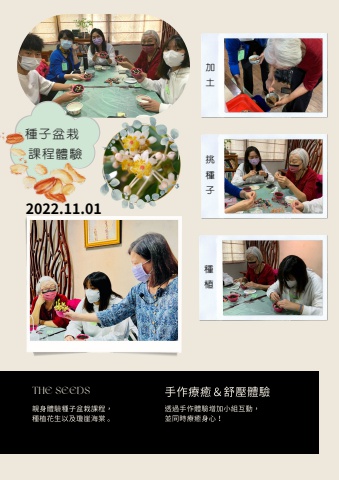 種子盆栽
課程體驗
2022.11.01
加土
挑種子
種植
THE SEEDS
親身體驗種子盆栽課程，
種植花生以及瓊崖海棠。
手作療癒＆舒壓體驗
透過手作體驗增加小組互動，
並同時療癒身心！